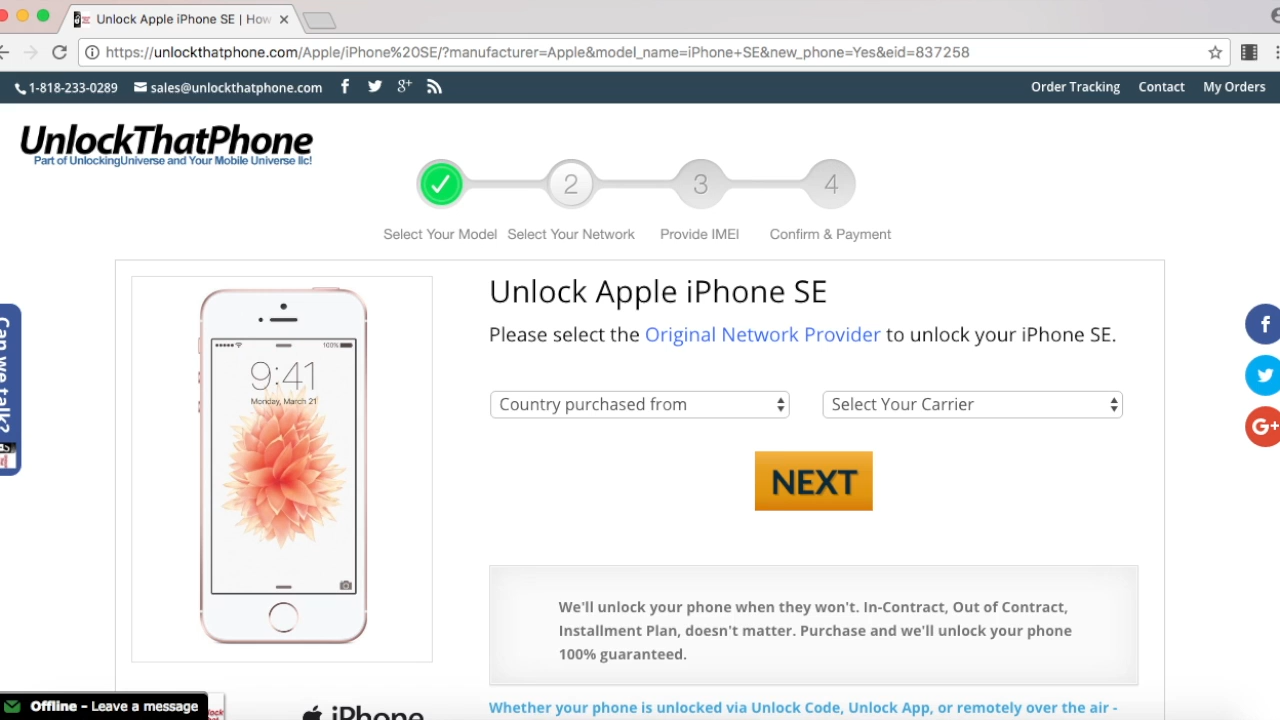 Unlock Apple iPhone SE | How
https://unlockthatphone.com/Apple/iPhone%20SE/?manufacturer=Apple&model_name=iPhone+SE&new_phone=Yes&eid=837258
1-818-233-0289 sales@unlockthatphone.com
Order Tracking Contact My Orders
UnlockThatPhone
Part of UnlockingUniverse and Your Mobile Universe llc!
2 3 4
Select Your Model Select Your Network Provide IMEI Confirm & Payment
Unlock Apple iPhone SE
Please select the Original Network Provider to unlock your iPhone SE.
Country purchased from Select Your Carrier
NEXT
100%
9:41
Monday, March 21
Can we talk?
G+
We'll unlock your phone when they won't. In-Contract, Out of Contract,
Installment Plan, doesn't matter. Purchase and we'll unlock your phone
100% guaranteed.
Offline - Leave a message
iPhone
Whether your phone is unlocked via Unlock Code, Unlock App, or remotely over the air -